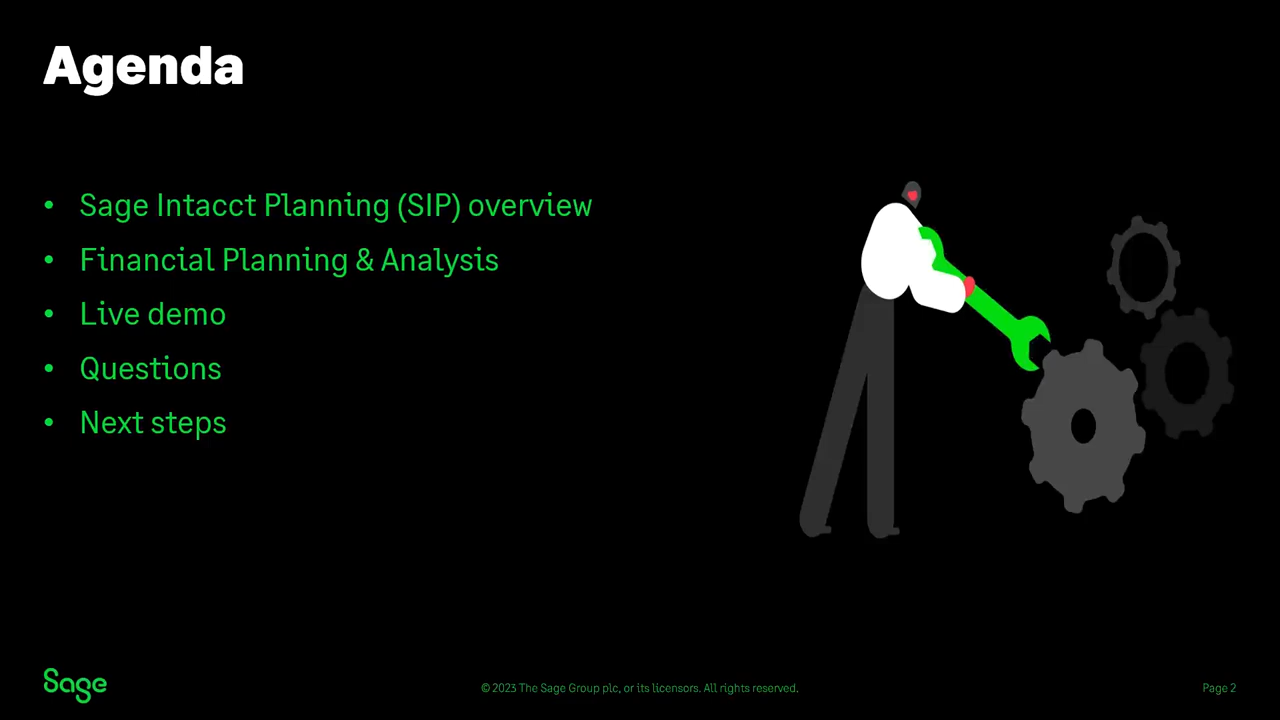 Agenda
• Sage Intacct Planning (SIP) overview
• Financial Planning & Analysis
• Live demo
• Questions
• Next steps
Sage
© 2023 The Sage Group plc, or its licensors. All rights reserved.
Page 2